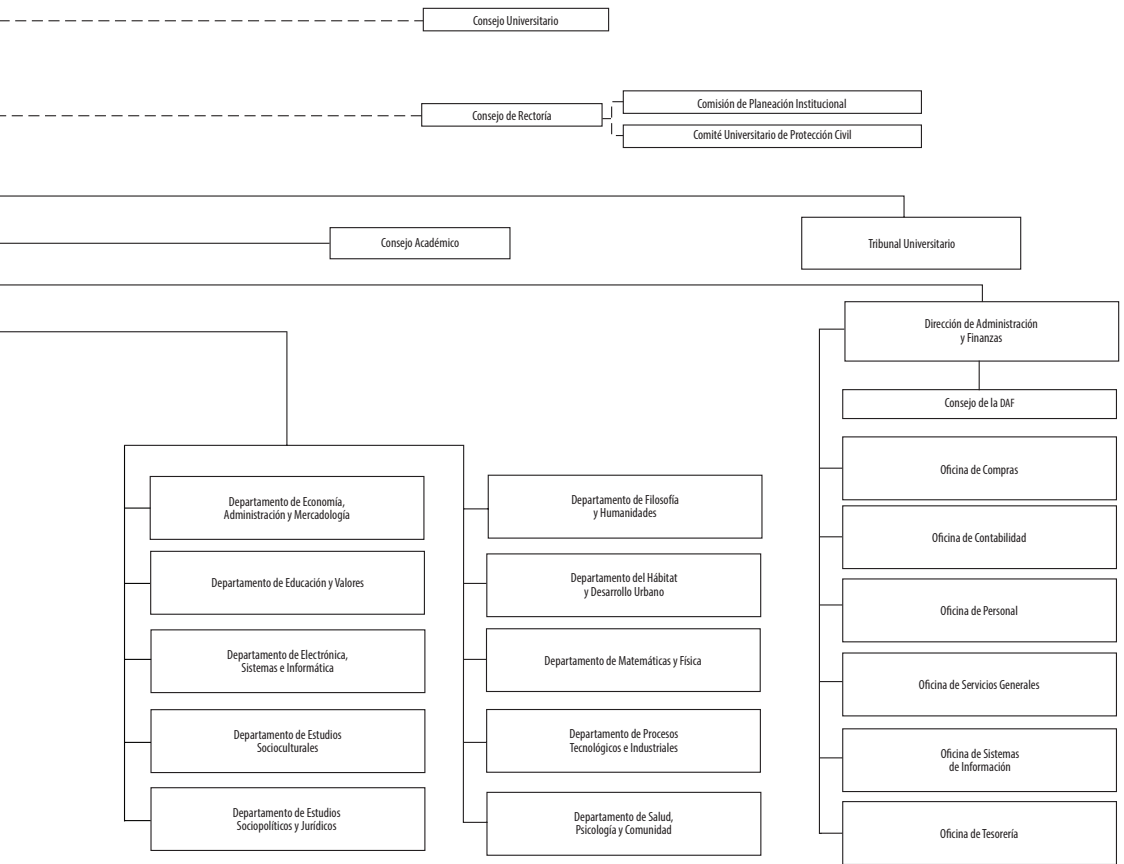 Consejo Universitario
Consejo de Rectoría
Comisión de Planeación Institucional
Comité Universitario de Protección Civil
Consejo Académico
Tribunal Universitario
Dirección de Administración
y Finanzas
Consejo de la DAF
Oficina de Compras
Oficina de Contabilidad
Oficina de Personal
Oficina de Servicios Generales
Oficina de Sistemas
de Información
Oficina de Tesorería
Departamento de Economía,
Administración y Mercadología
Departamento de Educación y Valores
Departamento de Electrónica,
Sistemas e Informática
Departamento de Estudios
Socioculturales
Departamento de Estudios
Sociopolíticos y Jurídicos
Departamento de Filosofía
y Humanidades
Departamento del Hábitat
y Desarrollo Urbano
Departamento de Matemáticas y Física
Departamento de Procesos
Tecnológicos e Industriales
Departamento de Salud,
Psicología y Comunidad